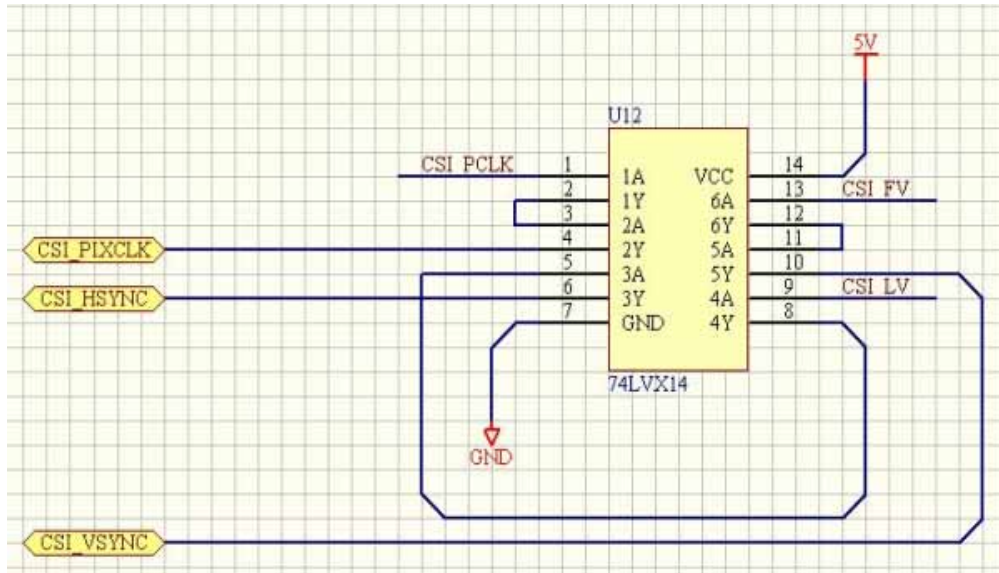 5V
U12
CSI_PCLK 1 1A VCC 14
2 1Y 6A 13 CSI_FV
3 2A 6Y 12
CSI_PIXCLK 4 2Y 5A 11
5 3A 5Y 10
CSI_HSYNC 6 3Y 4A 9 CSI_LV
7 GND 4Y 8
74LVX14
GND
CSI_VSYNC